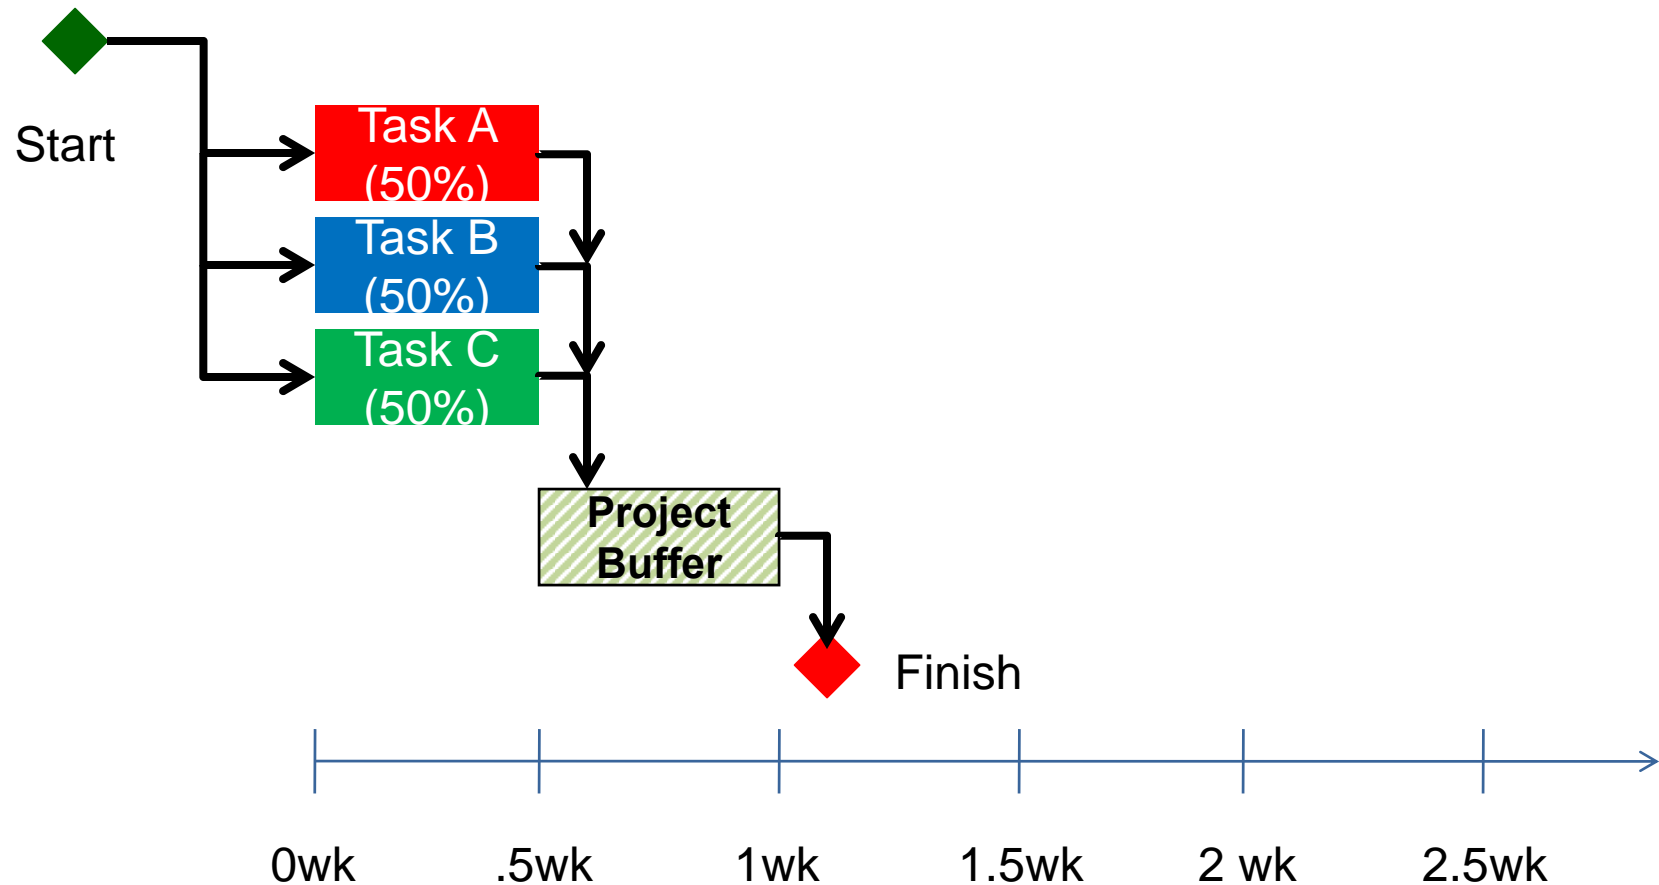 Start
Task A
(50%)
Task B
(50%)
Task C
(50%)
Project
Buffer
Finish
0wk
.5wk
1wk
1.5wk
2 wk
2.5wk